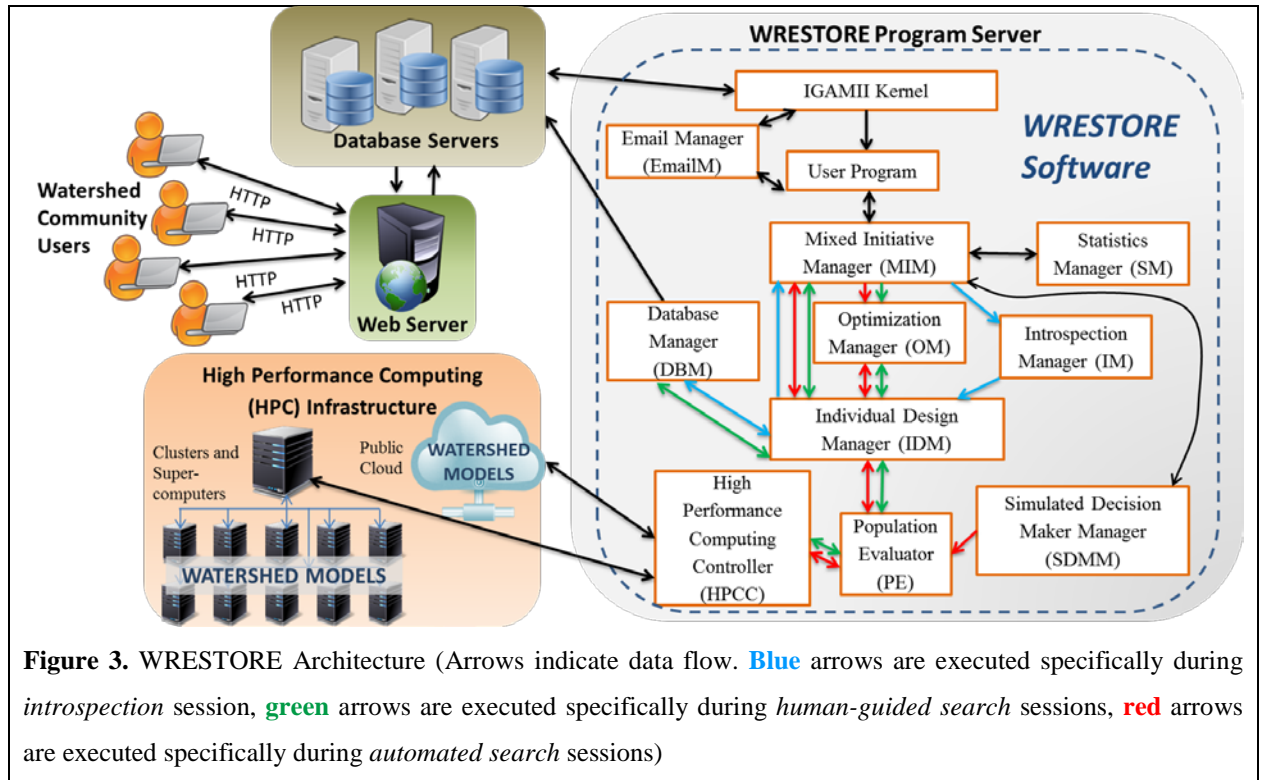 Database Servers
Watershed
Community
Users
HTTP
HTTP
HTTP
HTTP
Web Server
High Performance Computing
(HPC) Infrastructure
Clusters and
Super-
computers
Public
Cloud
WATERSHED
MODELS
WATERSHED MODELS
WRESTORE Program Server
WRESTORE
Software
IGAMII Kernel
Email Manager
(EmailM)
User Program
Mixed Initiative
Manager (MIM)
Statistics
Manager (SM)
Database
Manager
(DBM)
Optimization
Manager (OM)
Introspection
Manager (IM)
Individual Design
Manager (IDM)
High
Performance
Computing
Controller
(HPCC)
Population
Evaluator
(PE)
Simulated Decision
Maker Manager
(SDMM)
Figure 3. WRESTORE Architecture (Arrows indicate data flow. Blue arrows are executed specifically during
introspection session, green arrows are executed specifically during human-guided search sessions, red arrows
are executed specifically during automated search sessions)